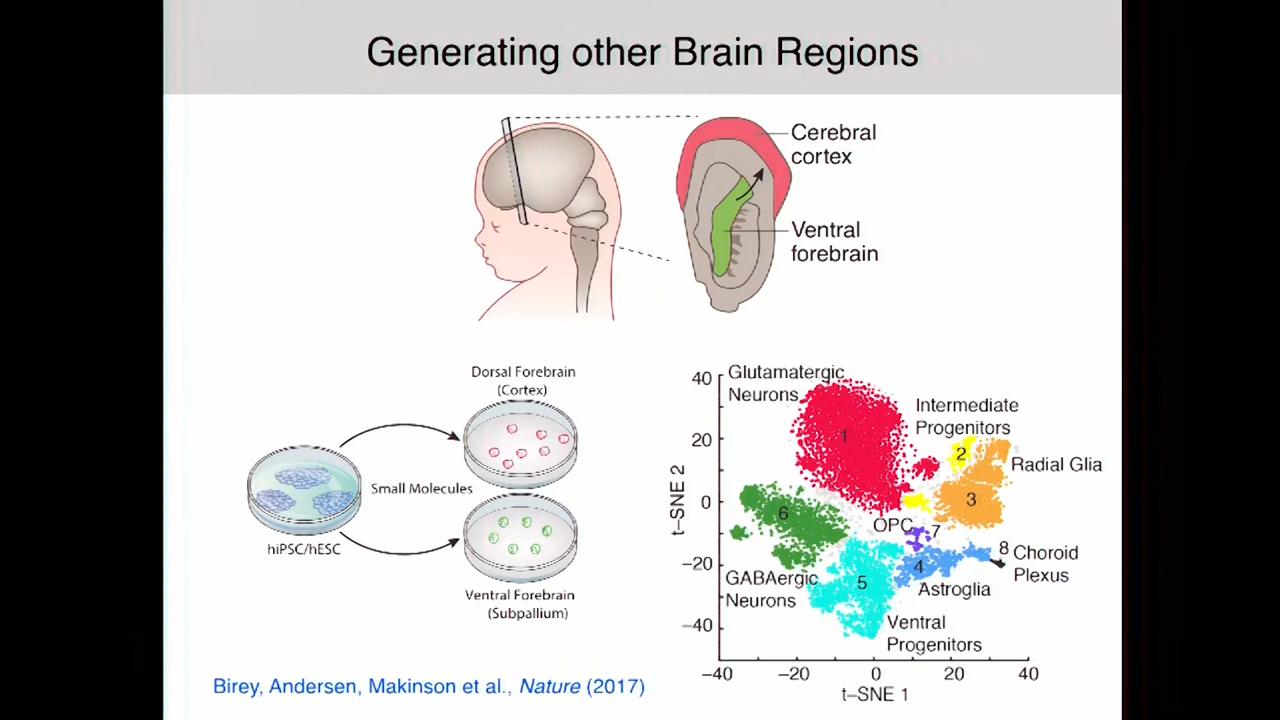 Generating other Brain Regions
Cerebral
cortex
Ventral
forebrain
Dorsal Forebrain
(Cortex)
Small Molecules
hiPSC/hESC
Ventral Forebrain
(Subpallium)
Glutamatergic
Neurons
Intermediate
Progenitors
Radial Glia
OPC
Choroid
Plexus
Astroglia
GABAergic
Neurons
Ventral
Progenitors
1
2
3
4
5
6
7
8
40
20
0
−20
−40
t−SNE 2
−40
−20
0
20
40
t−SNE 1
Birey, Andersen, Makinson et al., Nature (2017)